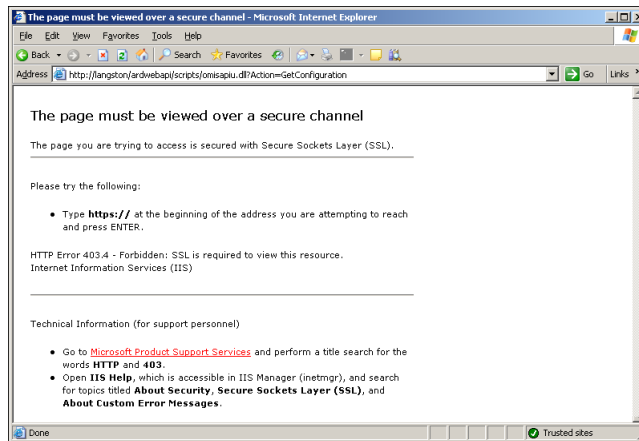 The page must be viewed over a secure channel - Microsoft Internet Explorer
File Edit View Favorites Tools Help
Back Search Favorites
Address http://langston/ardwebapi/scripts/omisapiu.dll?Action=GetConfiguration Go Links »
The page must be viewed over a secure channel
The page you are trying to access is secured with Secure Sockets Layer (SSL).
Please try the following:
• Type https:// at the beginning of the address you are attempting to reach
and press ENTER.
HTTP Error 403.4 - Forbidden: SSL is required to view this resource.
Internet Information Services (IIS)
Technical Information (for support personnel)
• Go to Microsoft Product Support Services and perform a title search for the
words HTTP and 403.
• Open IIS Help, which is accessible in IIS Manager (inetmgr), and search
for topics titled About Security, Secure Sockets Layer (SSL), and
About Custom Error Messages.
Done Trusted sites